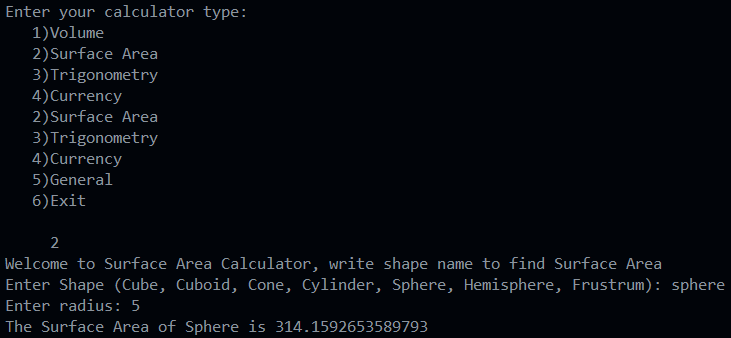 Enter your calculator type:
1)Volume
2)Surface Area
3)Trigonometry
4)Currency
2)Surface Area
3)Trigonometry
4)Currency
5)General
6)Exit
2
Welcome to Surface Area Calculator, write shape name to find Surface Area
Enter Shape (Cube, Cuboid, Cone, Cylinder, Sphere, Hemisphere, Frustrum): sphere
Enter radius: 5
The Surface Area of Sphere is 314.1592653589793